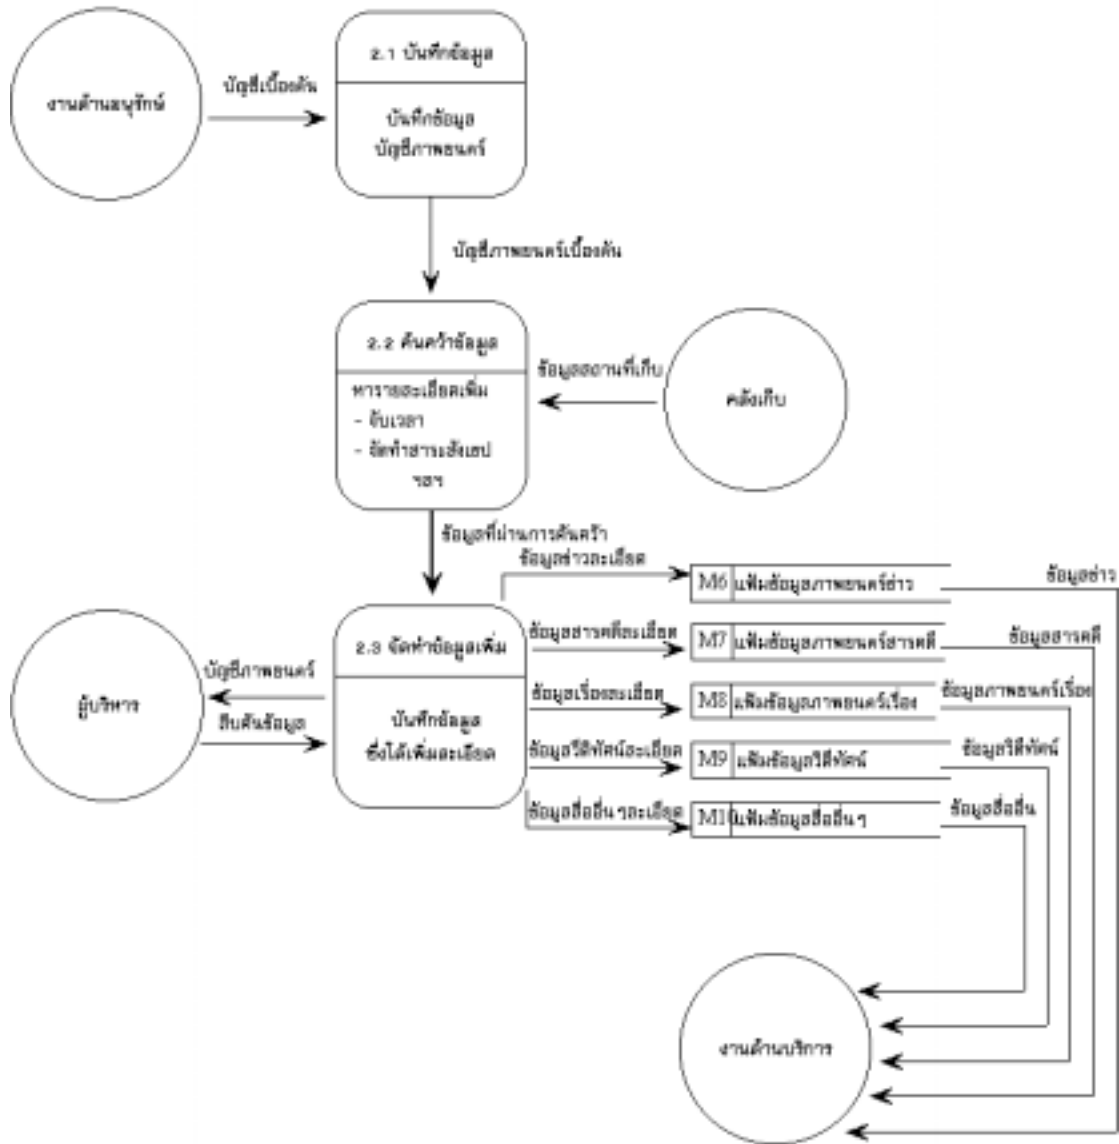 2.1 บันทึกข้อมูล
บัญชีเบื้องต้น
งานด้านอนุรักษ์
บันทึกข้อมูล
บัญชีภาพยนตร์
บัญชีภาพยนตร์เบื้องต้น
2.2 ค้นคว้าข้อมูล
ข้อมูลสถานที่เก็บ
หารายละเอียดเพิ่ม
คลังเก็บ
- จับเวลา
- จัดทำสาระสังเขป
ฯลฯ
ข้อมูลที่ผ่านการค้นคว้า
ข้อมูลข่าวละเอียด
M6 แฟ้มข้อมูลภาพยนตร์ข่าว
ข้อมูลข่าว
2.3 จัดทำข้อมูลเพิ่ม
ข้อมูลสารคดีละเอียด
M7 แฟ้มข้อมูลภาพยนตร์สารคดี
ข้อมูลสารคดี
บัญชีภาพยนตร์
ข้อมูลเรื่องละเอียด
M8 แฟ้มข้อมูลภาพยนตร์เรื่อง
ข้อมูลภาพยนตร์เรื่อง
ผู้บริหาร
สืบค้นข้อมูล
บันทึกข้อมูล
ซึ่งได้เพิ่มละเอียด
ข้อมูลวีดิทัศน์ละเอียด
M9 แฟ้มข้อมูลวีดิทัศน์
ข้อมูลวีดิทัศน์
ข้อมูลสื่ออื่นๆละเอียด
M10 แฟ้มข้อมูลสื่ออื่นๆ
ข้อมูลสื่ออื่น
งานด้านบริการ